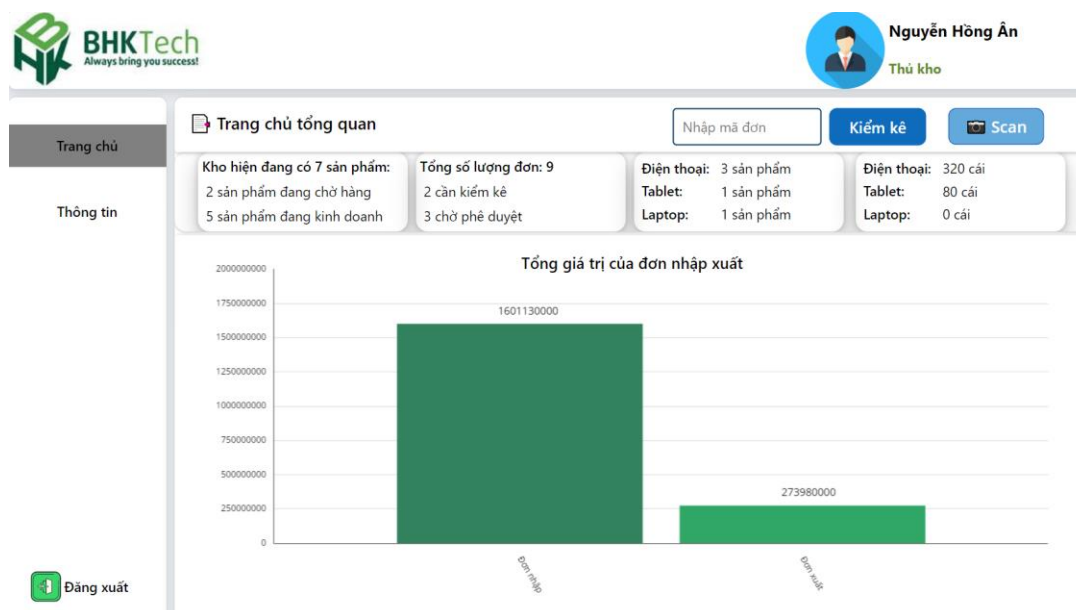 BHKTech
Always bring you success!
Nguyễn Hồng Ân
Thủ kho
Trang chủ
Thông tin
Đăng xuất
Trang chủ tổng quan
Nhập mã đơn
Kiểm kê
Scan
Kho hiện đang có 7 sản phẩm:
2 sản phẩm đang chờ hàng
5 sản phẩm đang kinh doanh
Tổng số lượng đơn: 9
2 cần kiểm kê
3 chờ phê duyệt
Điện thoại: 3 sản phẩm
Tablet: 1 sản phẩm
Laptop: 1 sản phẩm
Điện thoại: 320 cái
Tablet: 80 cái
Laptop: 0 cái
Tổng giá trị của đơn nhập xuất
2000000000
1750000000
1500000000
1250000000
1000000000
750000000
500000000
250000000
0
1601130000
273980000
Đơn nhập
Đơn xuất